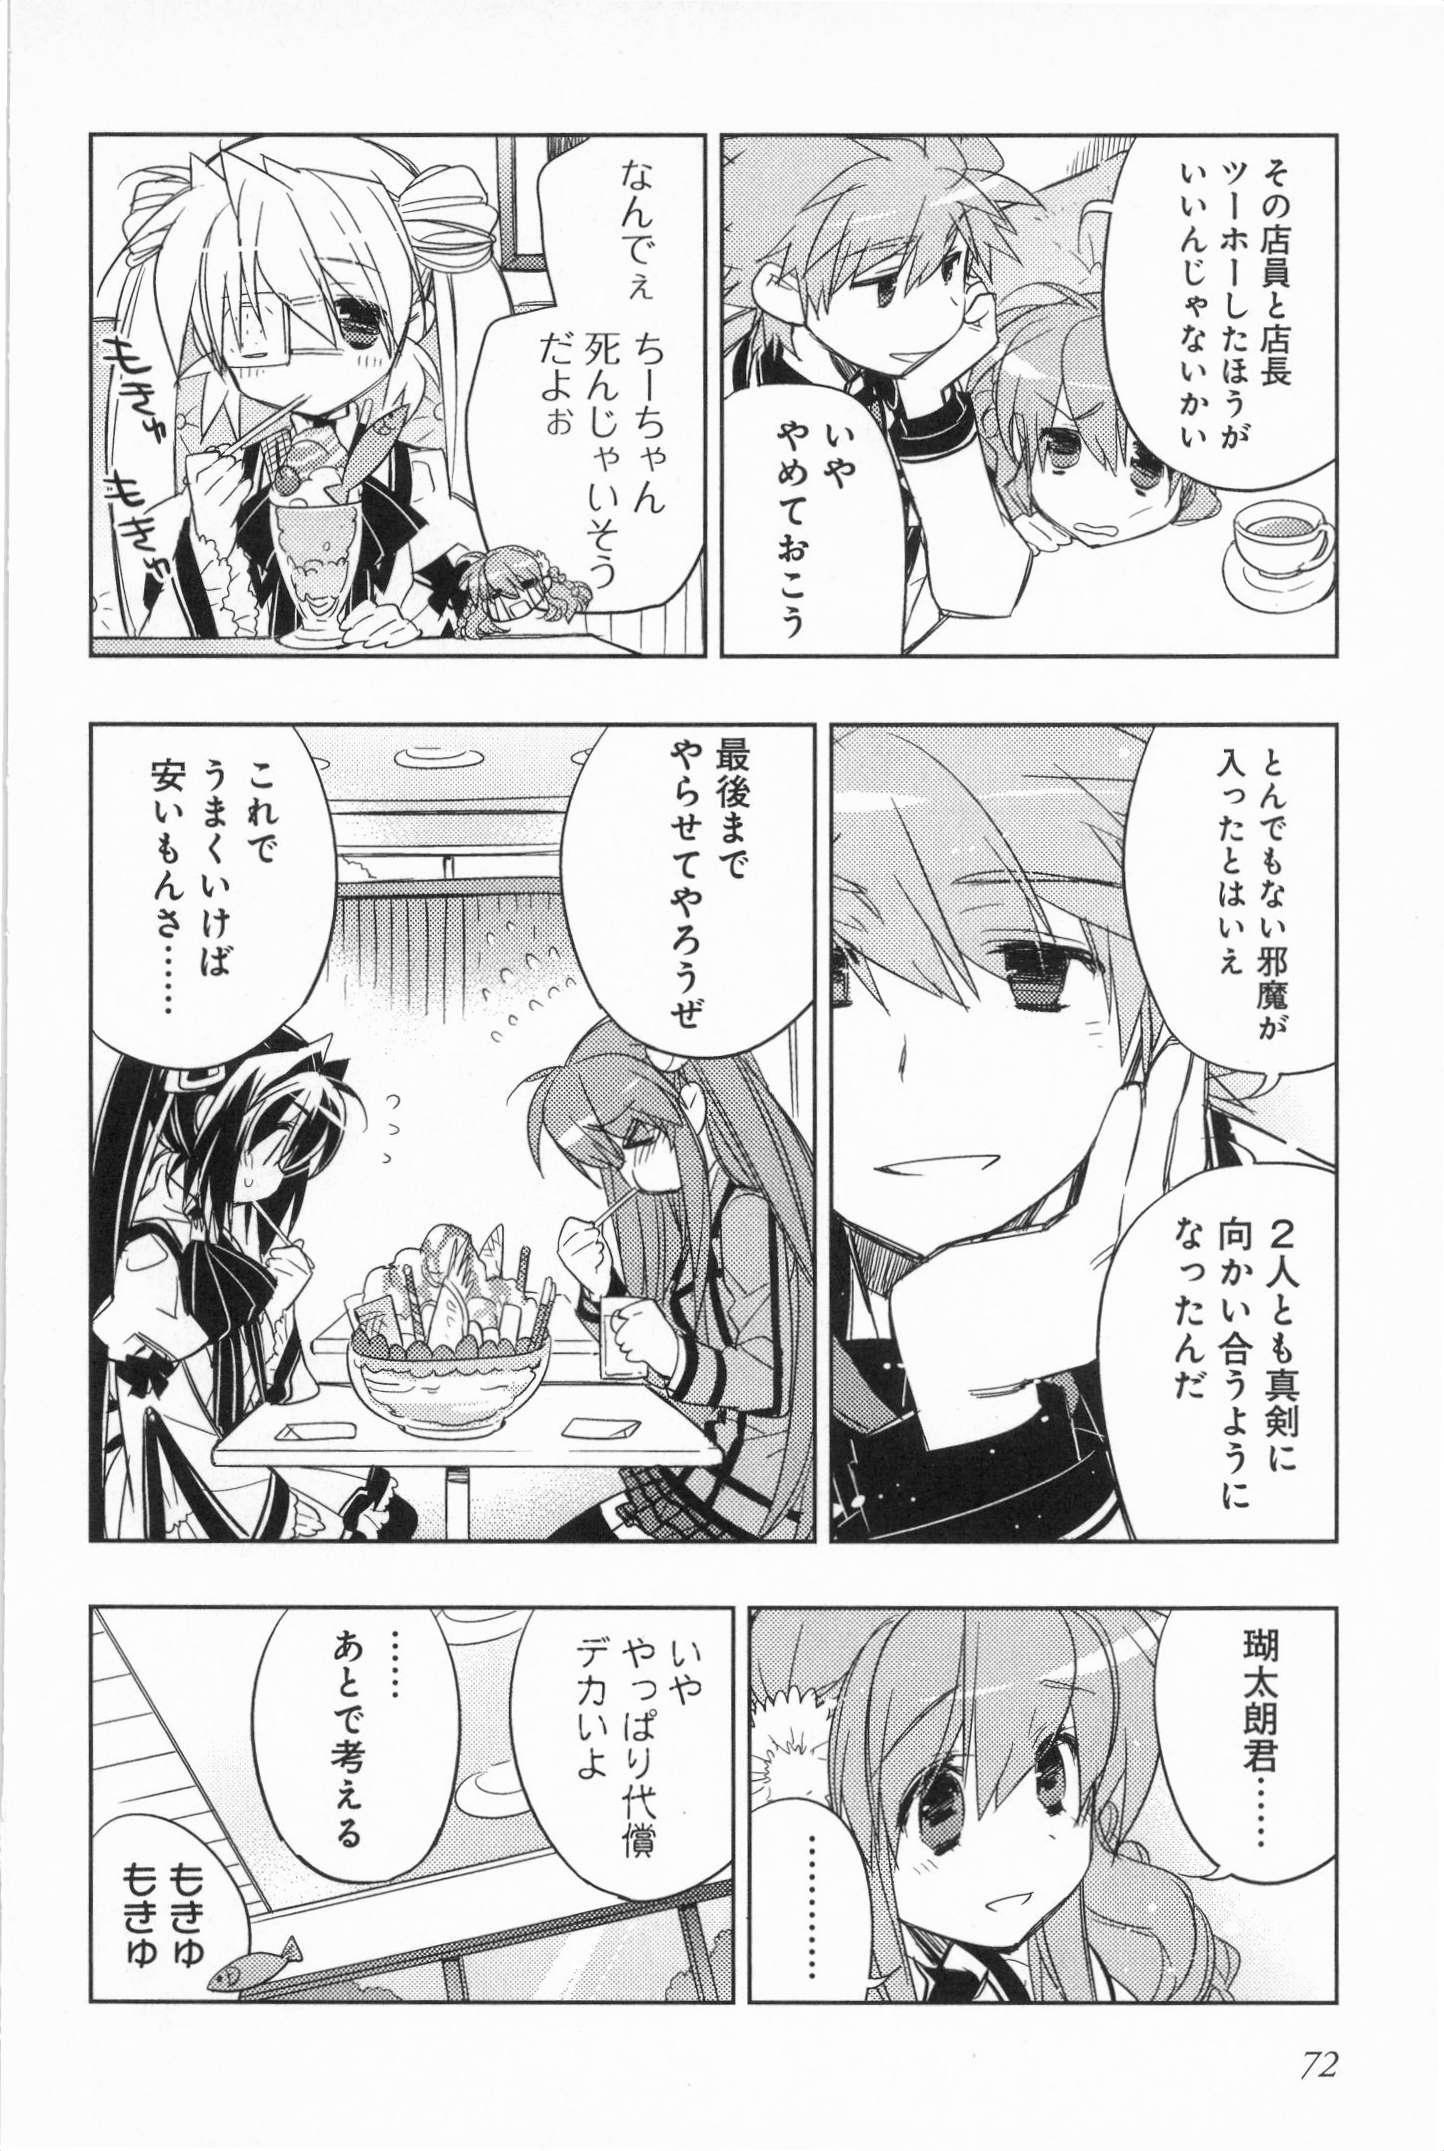 その店員と店長
ツーホーしたほうが
いいんじゃないかい
いや
やめておこう
なんでぇ
ちーちゃん
死んじゃいそう
だよぉ
もきゅ
もきゅ
とんでもない邪魔が
入ったとはいえ
2人とも真剣に
向かい合うように
なったんだ
最後まで
やらせてやろうぜ
これで
うまくいけば
安いもんさ……
瑚太朗君……
………
いや
やっぱり代償
デカいよ
……
あとで考える
もきゅ
もきゅ
72